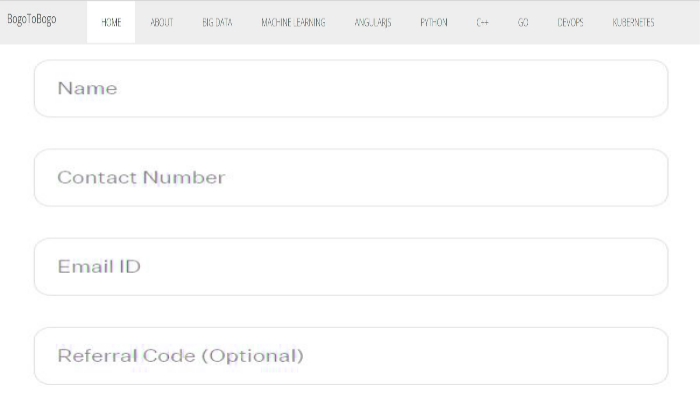 BogoToBogo HOME ABOUT BIG DATA MACHINE LEARNING ANGULARJS PYTHON C++ GO DEVOPS KUBERNETES
Name
Contact Number
Email ID
Referral Code (Optional)